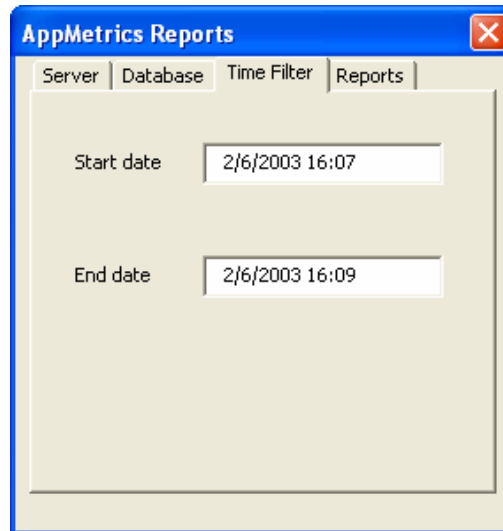 AppMetrics Reports
Server Database Time Filter Reports
Start date 2/6/2003 16:07
End date 2/6/2003 16:09